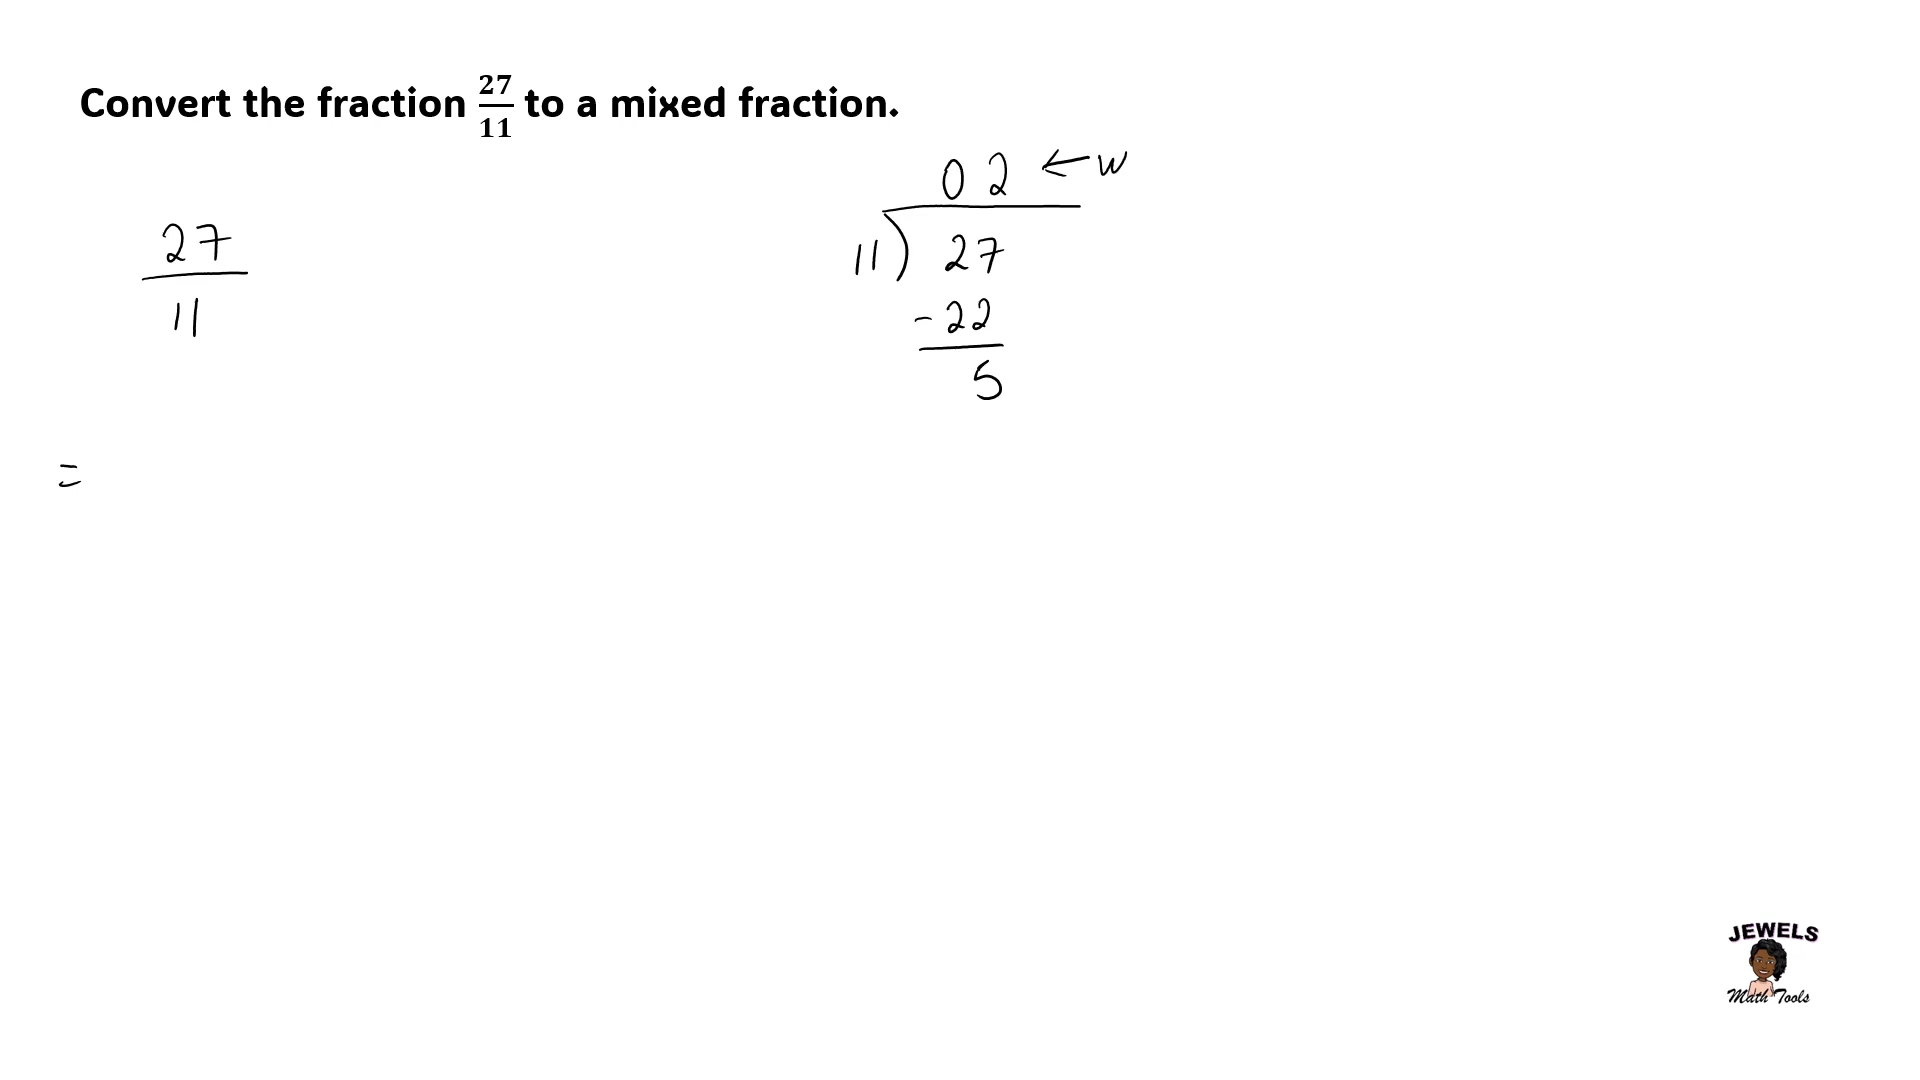 Convert the fraction 27/11 to a mixed fraction.
02 ← w
27
11
11) 27
-22
5
=
JEWELS
Math Tools